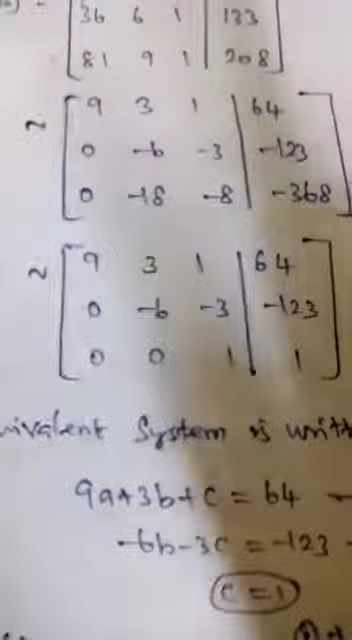 36 6 1 | 133
81 9 1 | 208
~ 9 3 1 | 64
0 -6 -3 | -123
0 -18 -8 | -368
~ 9 3 1 | 64
0 -6 -3 | -123
0 0 1 | 1
uivalent System is writt
9a+3b+c = 64
-6b-3c = -123
c = 1